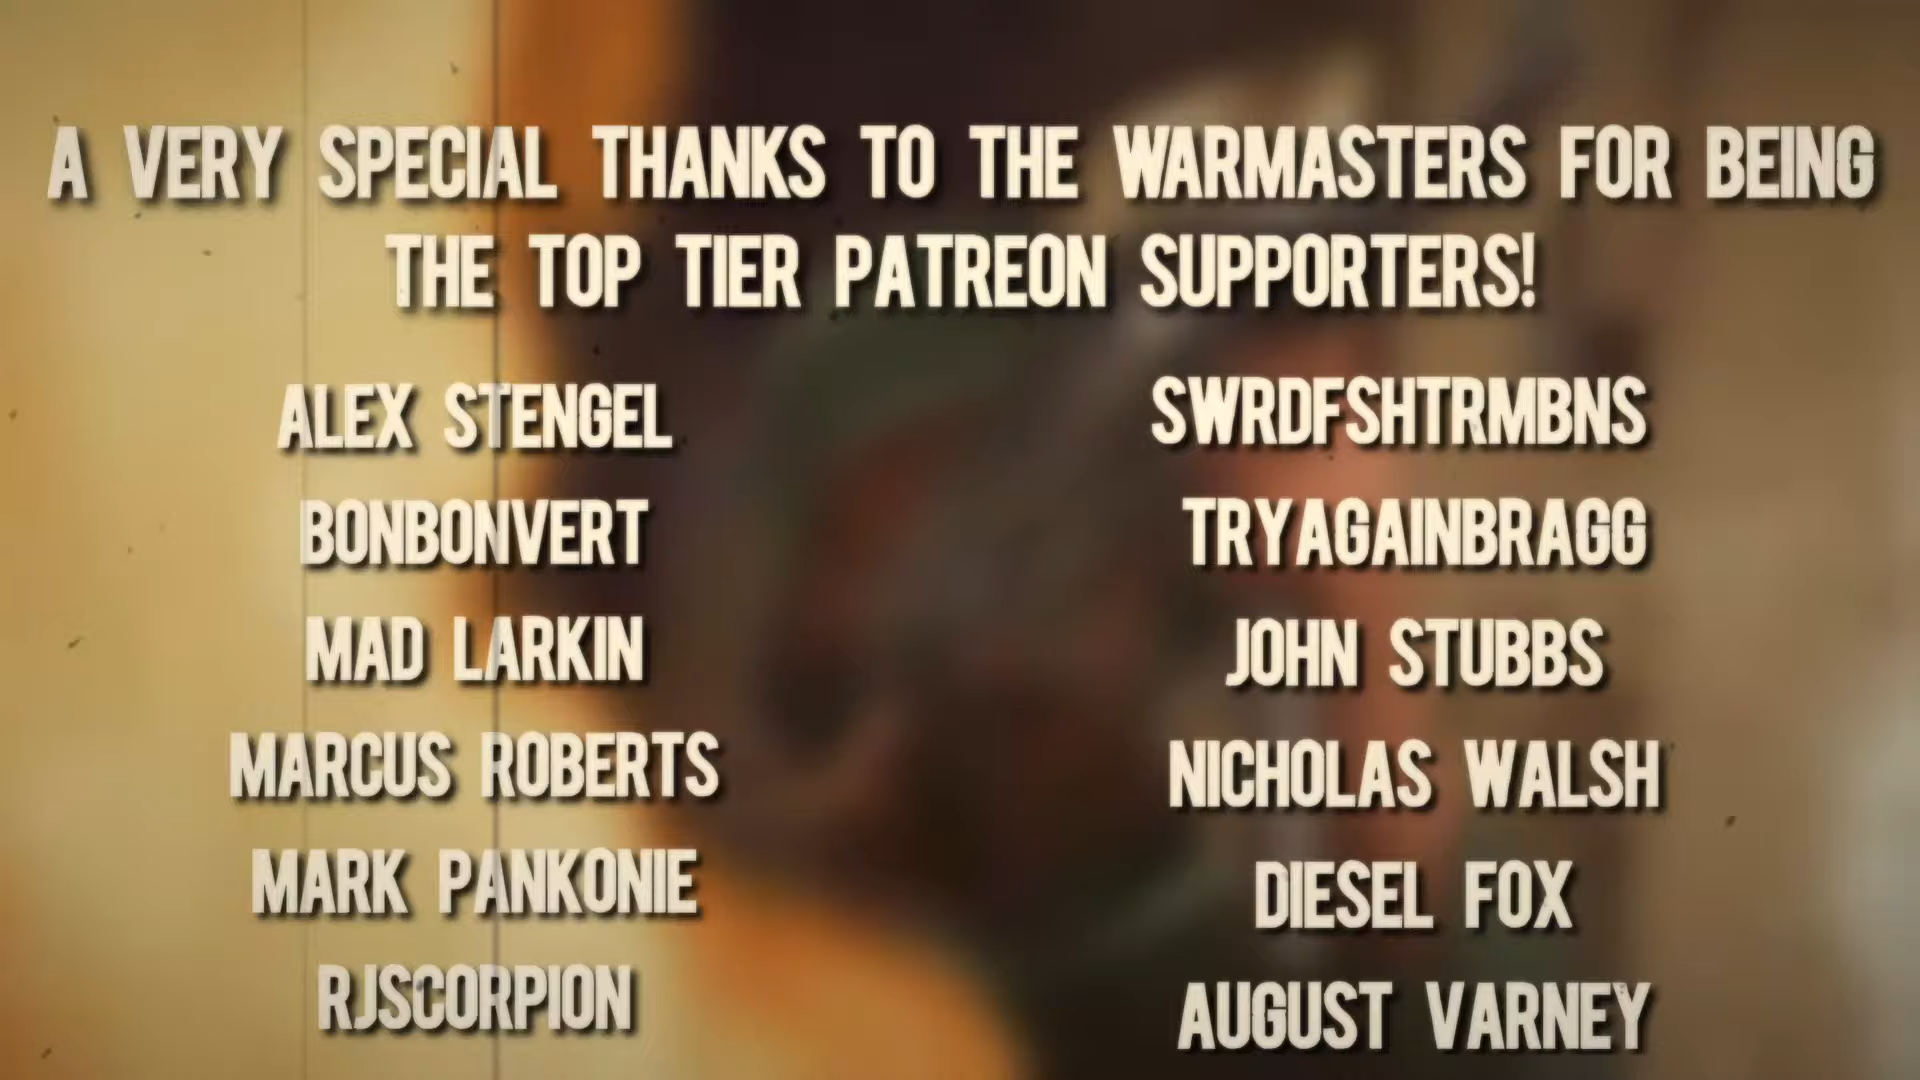 A VERY SPECIAL THANKS TO THE WARMASTERS FOR BEING
THE TOP TIER PATREON SUPPORTERS!
ALEX STENGEL
BONBONVERT
MAD LARKIN
MARCUS ROBERTS
MARK PANKONIE
RJSCORPION
SWRDFSHTRMBNS
TRYAGAINBRAGG
JOHN STUBBS
NICHOLAS WALSH
DIESEL FOX
AUGUST VARNEY